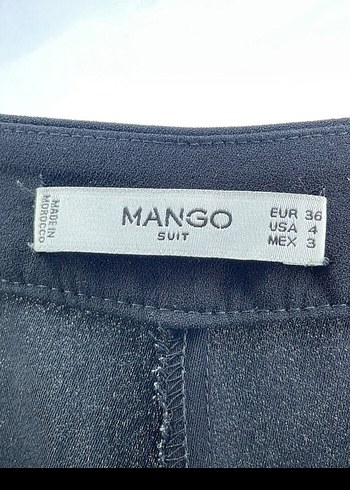 MADE IN
MOROCCO
MANGO
SUIT
EUR 36
USA 4
MEX 3